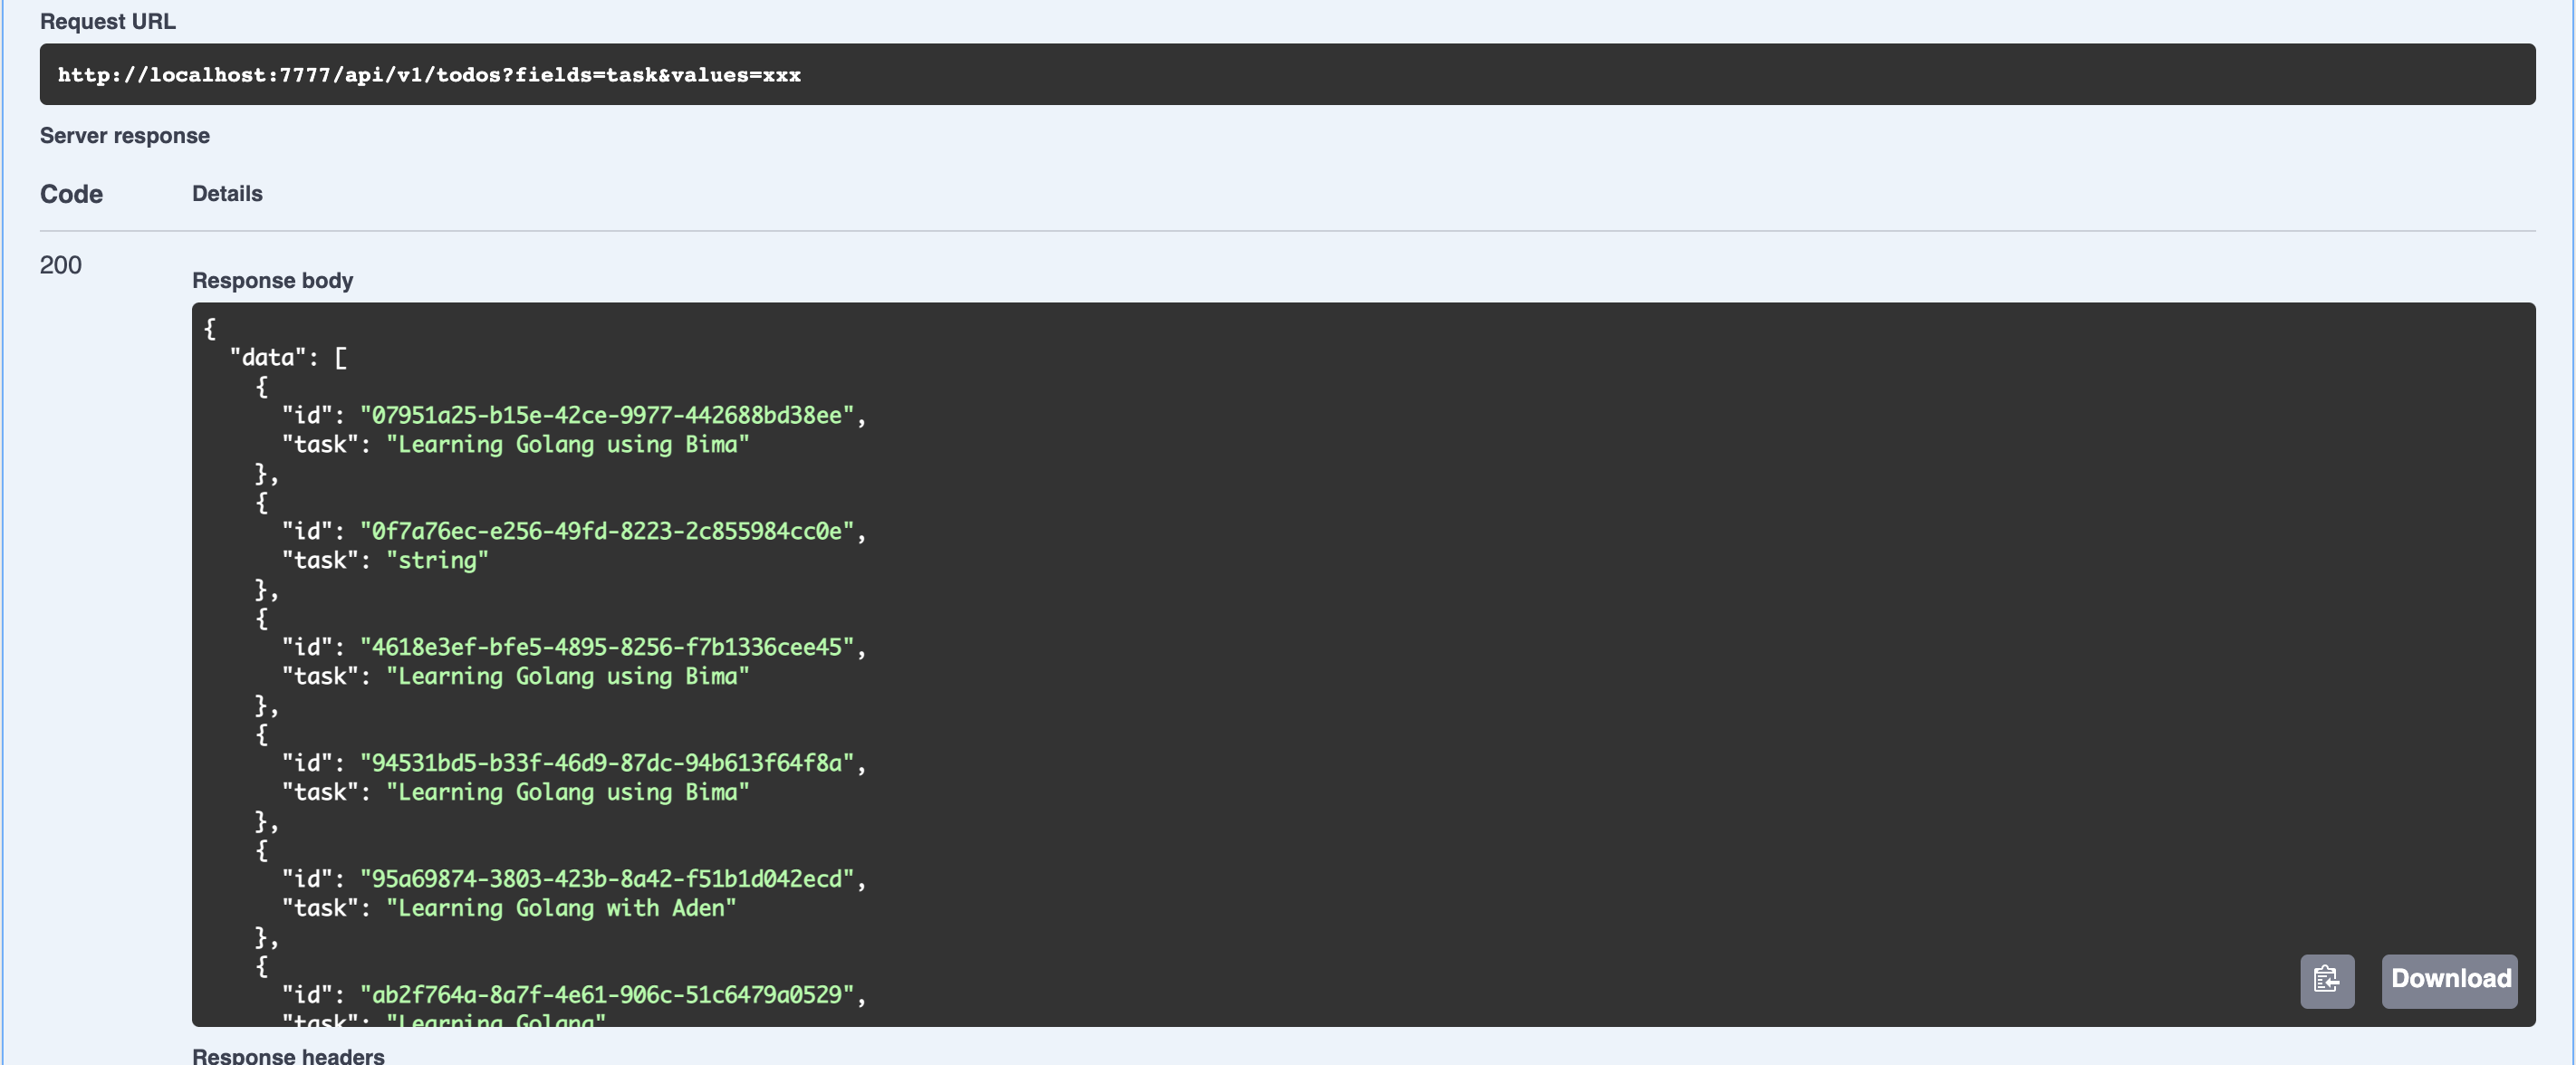 Request URL
http://localhost:7777/api/v1/todos?fields=task&values=xxx
Server response
Code Details
200
Response body
{
  "data": [
    {
      "id": "07951a25-b15e-42ce-9977-442688bd38ee",
      "task": "Learning Golang using Bima"
    },
    {
      "id": "0f7a76ec-e256-49fd-8223-2c855984cc0e",
      "task": "string"
    },
    {
      "id": "4618e3ef-bfe5-4895-8256-f7b1336cee45",
      "task": "Learning Golang using Bima"
    },
    {
      "id": "94531bd5-b33f-46d9-87dc-94b613f64f8a",
      "task": "Learning Golang using Bima"
    },
    {
      "id": "95a69874-3803-423b-8a42-f51b1d042ecd",
      "task": "Learning Golang with Aden"
    },
    {
      "id": "ab2f764a-8a7f-4e61-906c-51c6479a0529",
      "task": "Learning Golang"
Download
Response headers